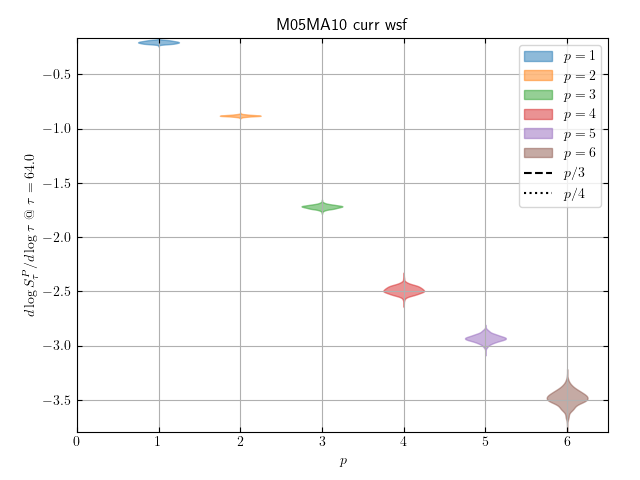 M05MA10 curr wsf
d log S_τ^P / d log τ @ τ = 64.0
−0.5
−1.0
−1.5
−2.0
−2.5
−3.0
−3.5
0 1 2 3 4 5 6
p
p = 1
p = 2
p = 3
p = 4
p = 5
p = 6
p/3
p/4